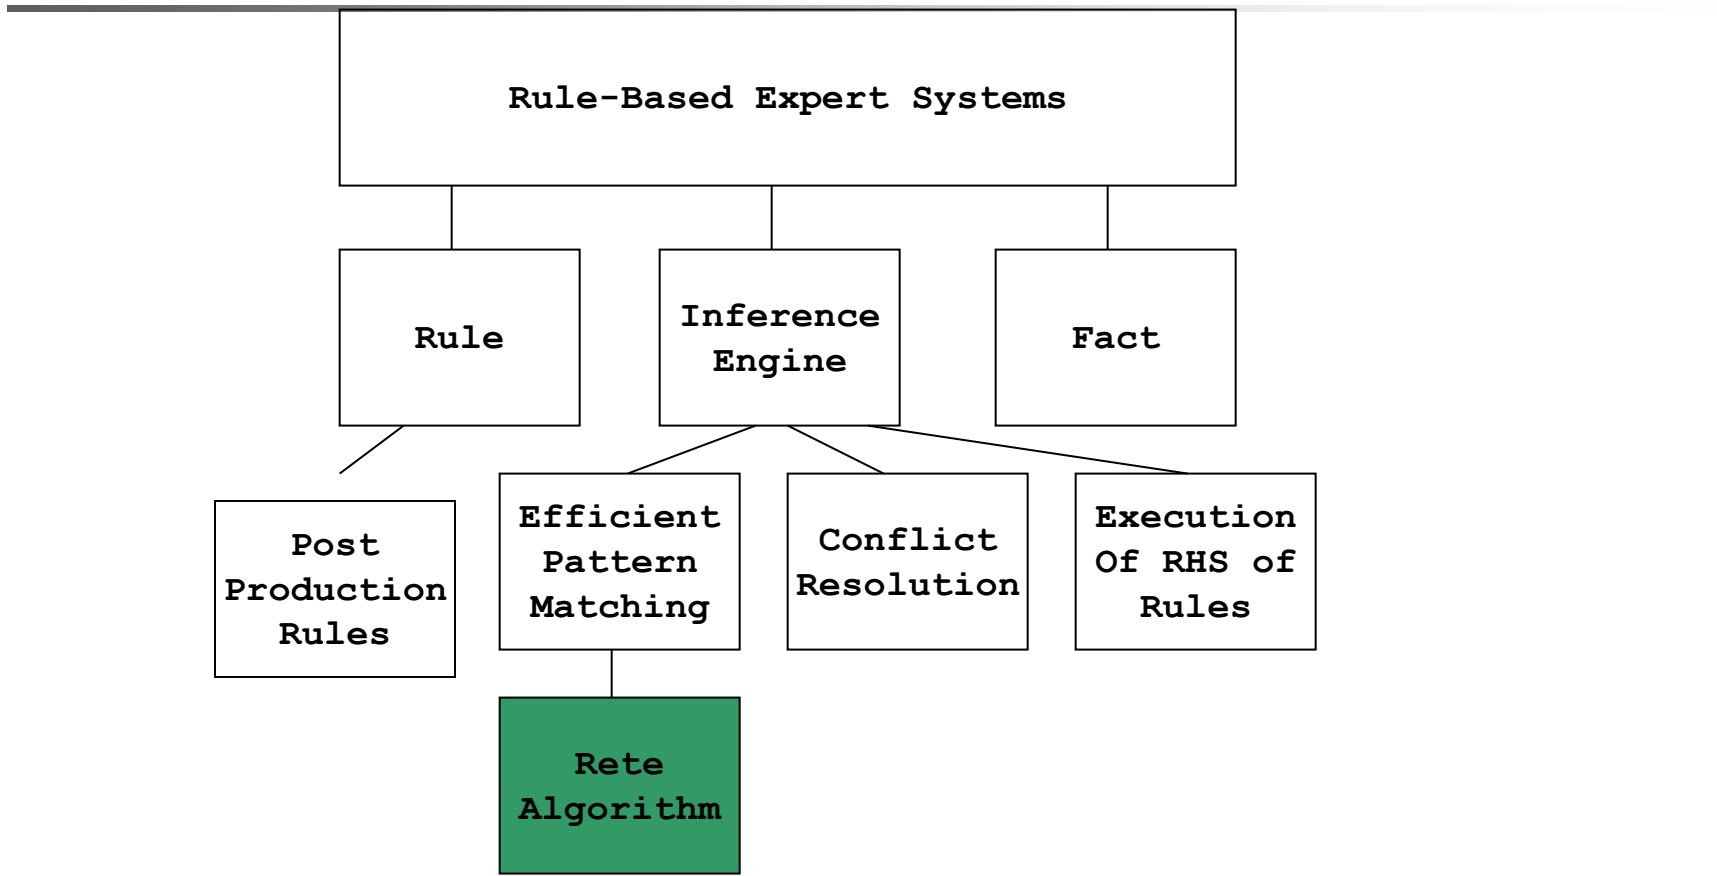 Rule-Based Expert Systems
Rule
Inference
Engine
Fact
Post
Production
Rules
Efficient
Pattern
Matching
Conflict
Resolution
Execution
Of RHS of
Rules
Rete
Algorithm